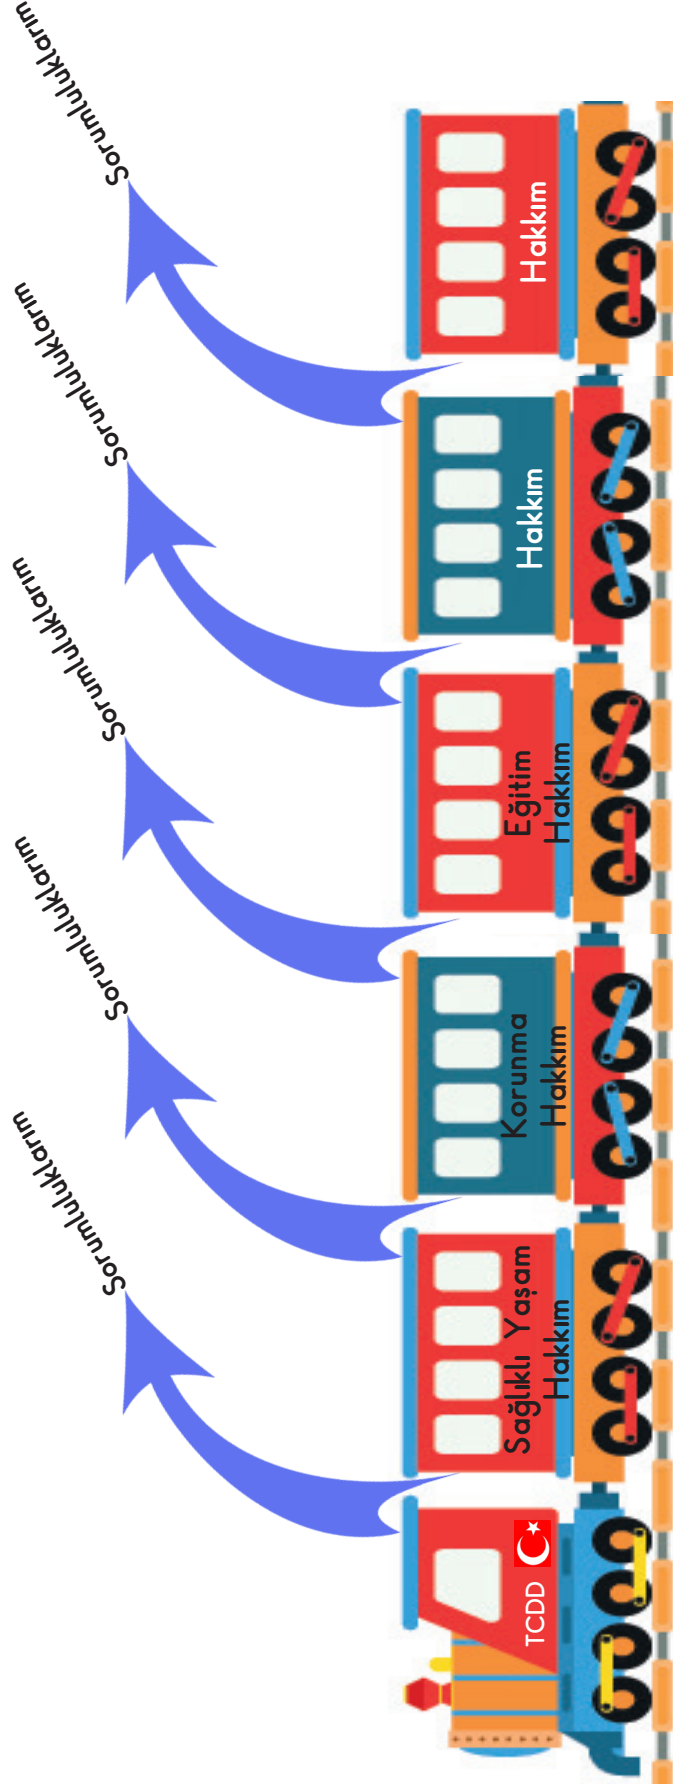 Sorumluluklarım
Sorumluluklarım
Sorumluluklarım
Sorumluluklarım
Sorumluluklarım
TCDD
Sağlıklı Yaşam
Hakkım
Korunma
Hakkım
Eğitim
Hakkım
Hakkım
Hakkım